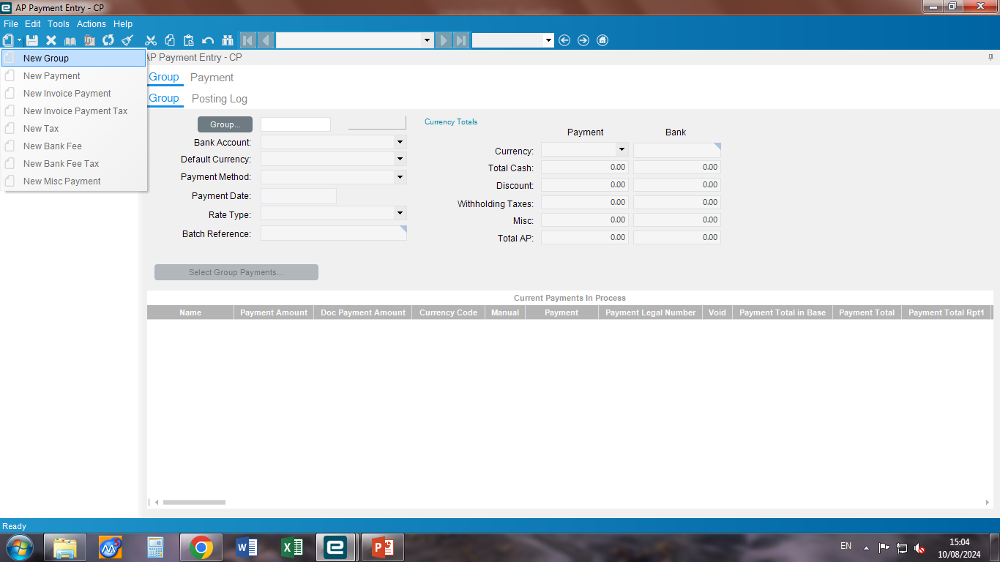 AP Payment Entry - CP
File Edit Tools Actions Help
New Group
New Payment
New Invoice Payment
New Invoice Payment Tax
New Tax
New Bank Fee
New Bank Fee Tax
New Misc Payment
AP Payment Entry - CP
Group Payment
Group Posting Log
Group...
Bank Account:
Default Currency:
Payment Method:
Payment Date:
Rate Type:
Batch Reference:
Currency Totals
Payment Bank
Currency:
Total Cash: 0.00 0.00
Discount: 0.00 0.00
Withholding Taxes: 0.00 0.00
Misc: 0.00 0.00
Total AP: 0.00 0.00
Select Group Payments...
Current Payments In Process
Name Payment Amount Doc Payment Amount Currency Code Manual Payment Payment Legal Number Void Payment Total in Base Payment Total Payment Total Rpt1
Ready
EN
15:04
10/08/2024